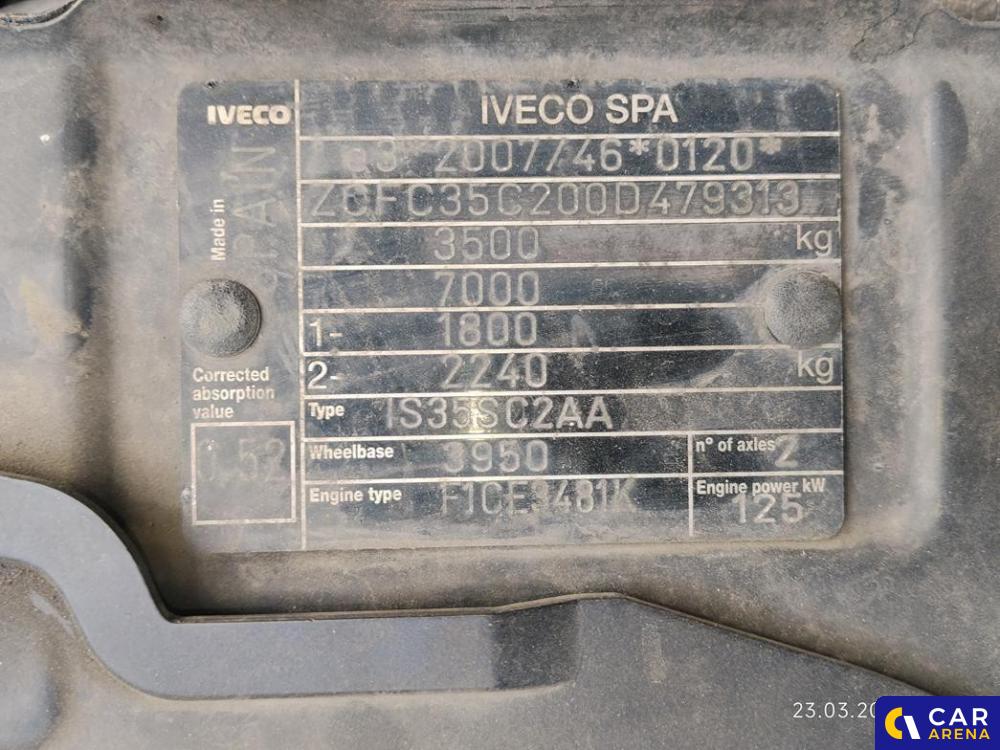 IVECO
IVECO SPA
Made in
SPAIN
e3*2007/46*0120*
ZCFC35C200D479313
3500 kg
7000
1- 1800
2- 2240 kg
Corrected
absorption
value
0,52
Type IS35SC2AA
Wheelbase 3950
n° of axles 2
Engine type F1CE3481K
Engine power kW
125
23.03.20
CAR
ARENA